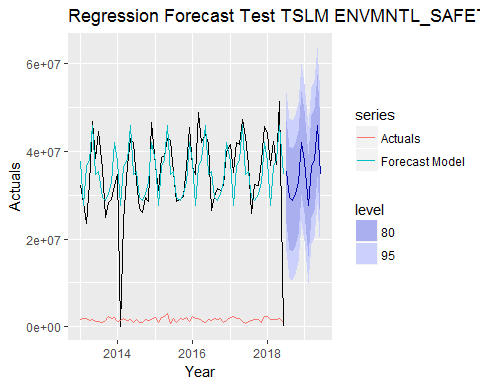 Regression Forecast Test TSLM ENVMNTL_SAFET
6e+07
4e+07
2e+07
0e+00
Actuals
2014
2016
2018
Year
series
Actuals
Forecast Model
level
80
95